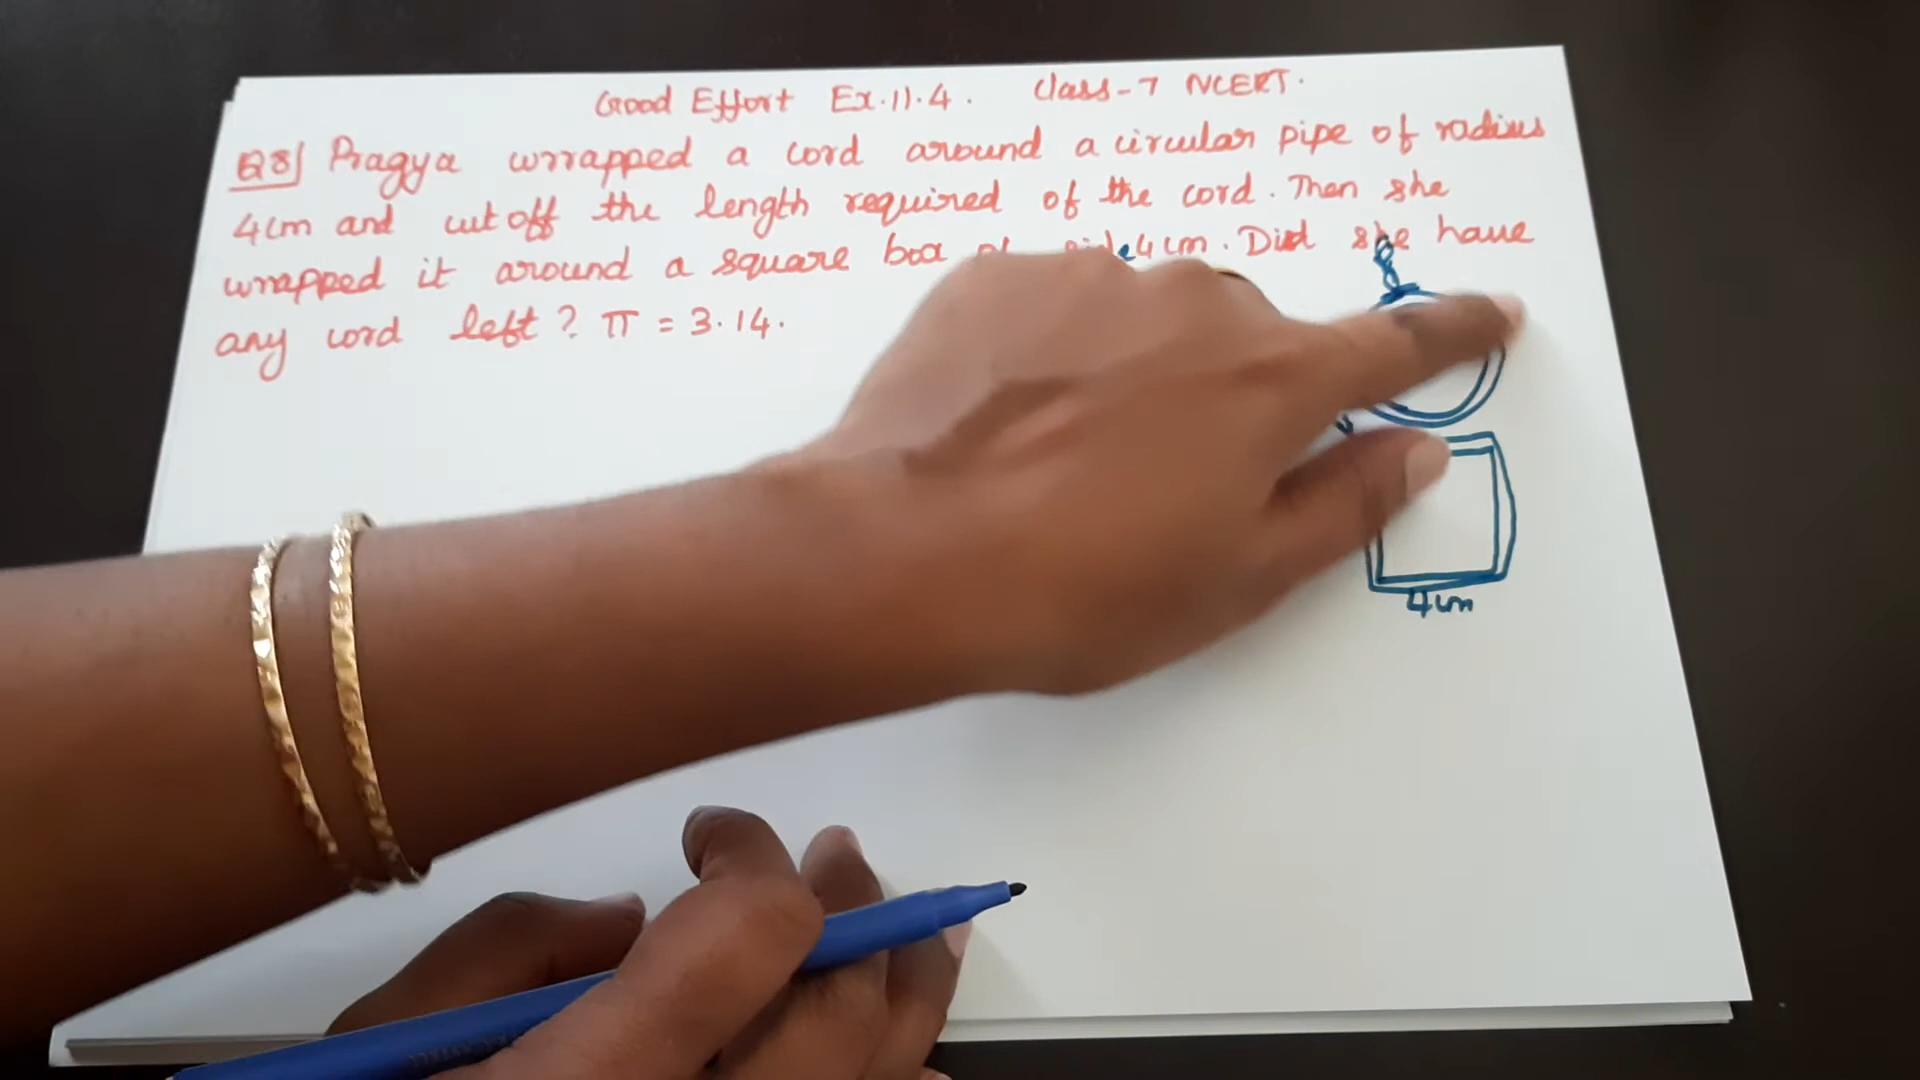 Good Effort Ex.11.4. Class-7 NCERT.
Q8) Pragya wrapped a cord around a circular pipe of radius
4cm and cut off the length required of the cord. Then she
wrapped it around a square box 4cm. Did she have
any cord left? π = 3.14.
4cm